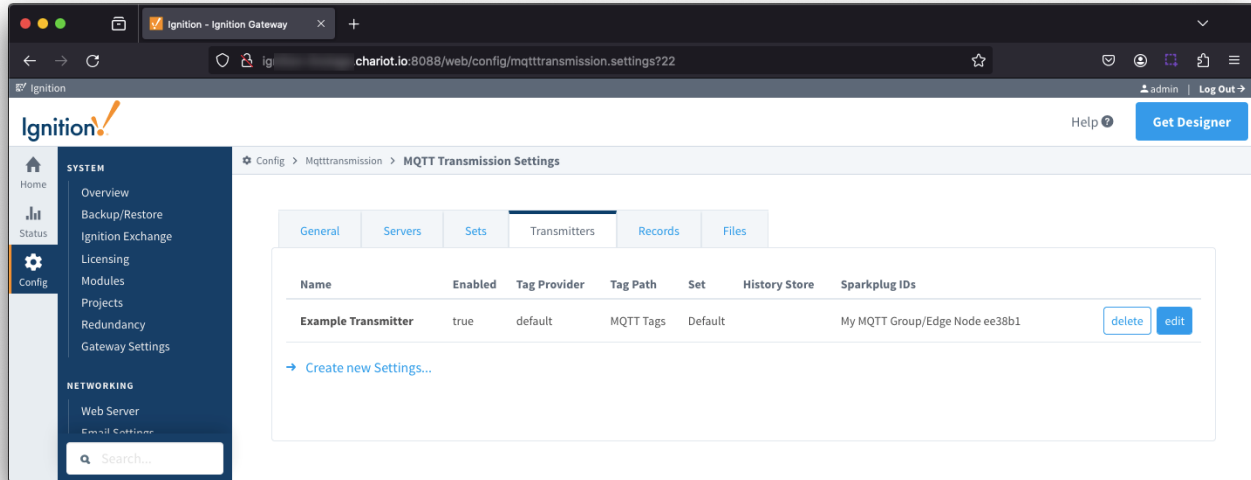 Ignition - Ignition Gateway
chariot.io:8088/web/config/mqtttransmission.settings?22
Ignition
admin | Log Out
Ignition!
Help
Get Designer
Home
Status
Config
SYSTEM
Overview
Backup/Restore
Ignition Exchange
Licensing
Modules
Projects
Redundancy
Gateway Settings
NETWORKING
Web Server
Email Settings
Search...
Config > Mqtttransmission > MQTT Transmission Settings
General Servers Sets Transmitters Records Files
Name Enabled Tag Provider Tag Path Set History Store Sparkplug IDs
Example Transmitter true default MQTT Tags Default My MQTT Group/Edge Node ee38b1 delete edit
Create new Settings...